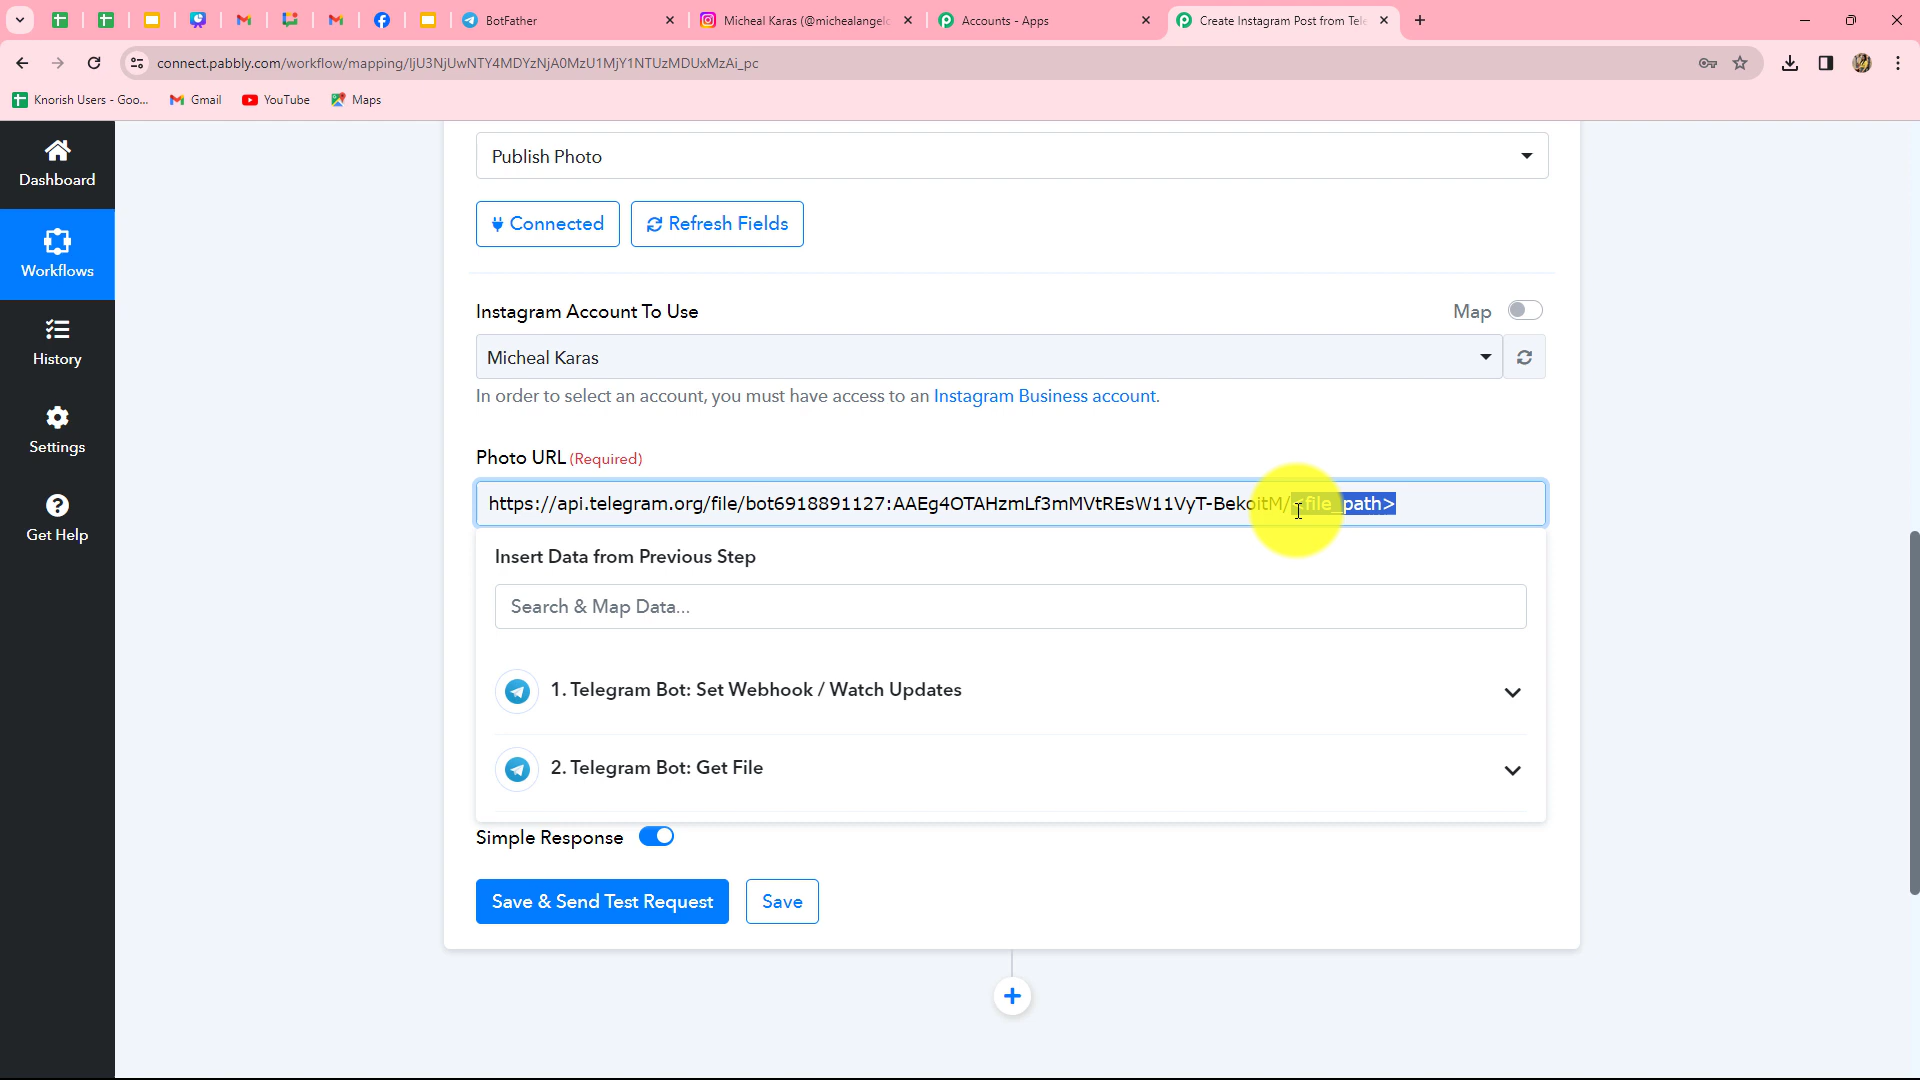 BotFather
Micheal Karas (@michealangelo
Accounts - Apps
Create Instagram Post from Tele
connect.pabbly.com/workflow/mapping/IjU3NjUwNTY4MDYzNjA0MzU1MjY1NTUzMDUxMzAi_pc
Knorish Users - Goo...
Gmail
YouTube
Maps
Dashboard
Workflows
History
Settings
Get Help
Publish Photo
Connected
Refresh Fields
Instagram Account To Use
Map
Micheal Karas
In order to select an account, you must have access to an Instagram Business account.
Photo URL (Required)
https://api.telegram.org/file/bot6918891127:AAEg4OTAHzmLf3mMVtREsW11VyT-BekoitM/<file_path>
Insert Data from Previous Step
Search & Map Data...
1. Telegram Bot: Set Webhook / Watch Updates
2. Telegram Bot: Get File
Simple Response
Save & Send Test Request
Save